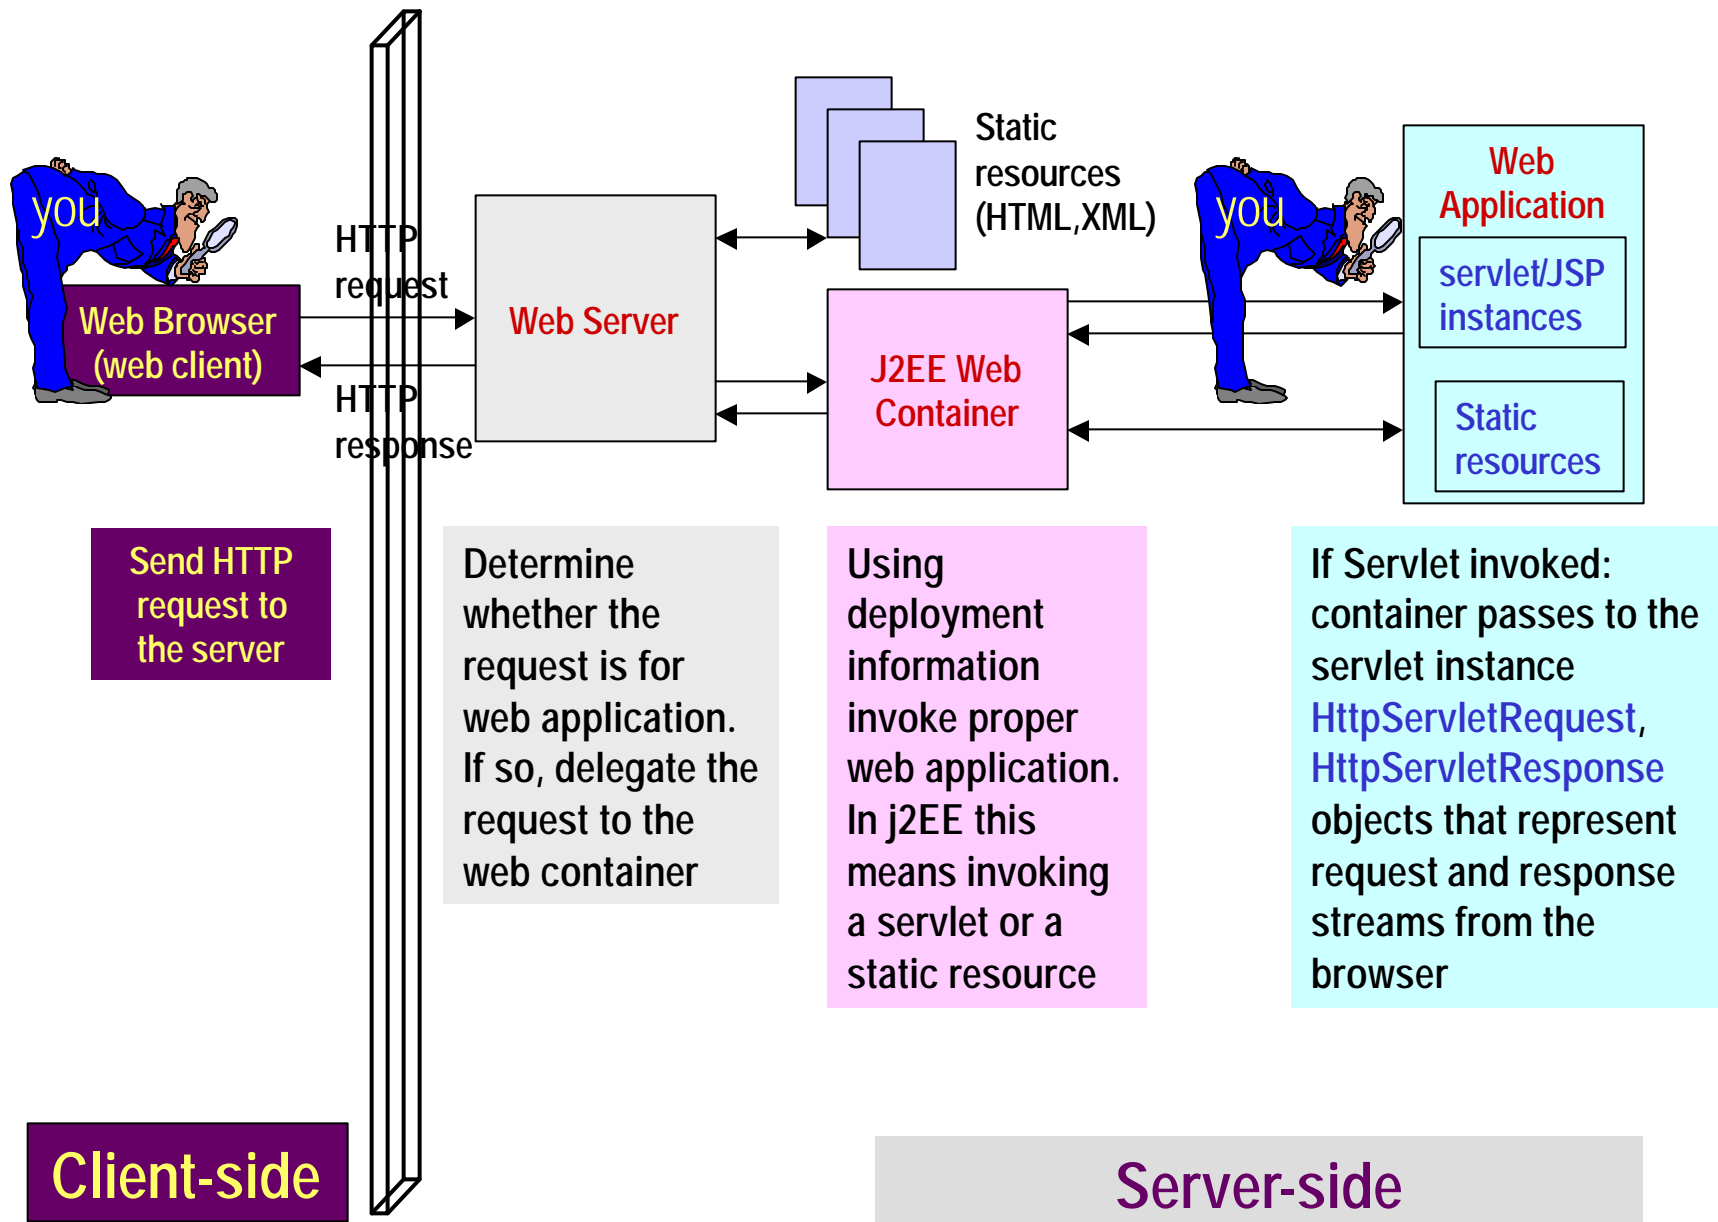 you
Web Browser
(web client)
HTTP
request
HTTP
response
Web Server
Static
resources
(HTML,XML)
J2EE Web
Container
you
Web
Application
servlet/JSP
instances
Static
resources
Send HTTP
request to
the server
Determine
whether the
request is for
web application.
If so, delegate the
request to the
web container
Using
deployment
information
invoke proper
web application.
In j2EE this
means invoking
a servlet or a
static resource
If Servlet invoked:
container passes to the
servlet instance
HttpServletRequest,
HttpServletResponse
objects that represent
request and response
streams from the
browser
Client-side
Server-side